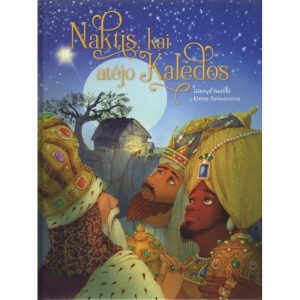 Naktis, kai
atėjo Kalėdos
Glenys Nellist
Elena Selivanova